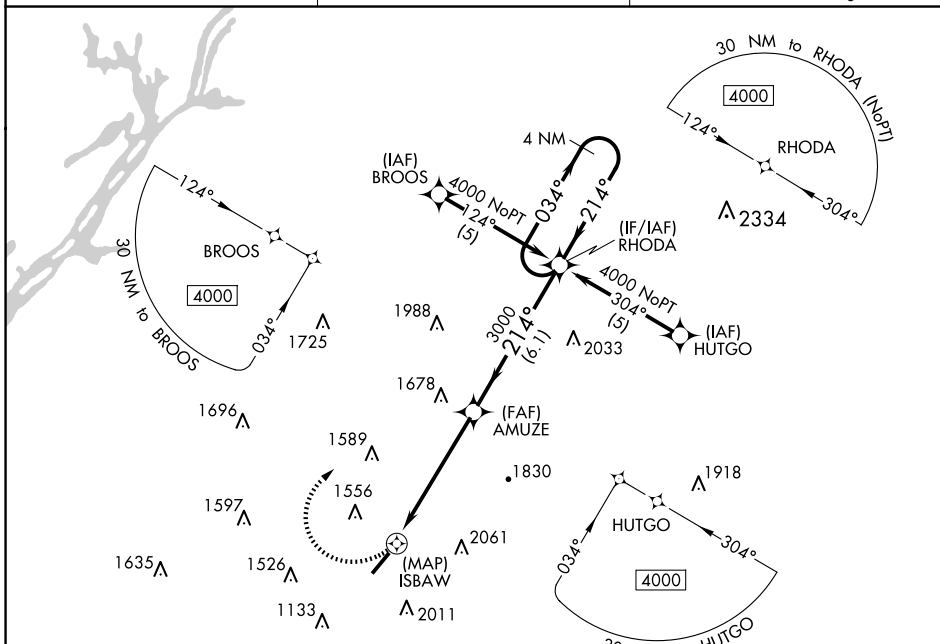 30 NM to RHODA (NoPT)
4000
124°
RHODA
304°
2334
4 NM
(IAF)
BROOS
4000 NoPT
124°
(5)
034°
214°
(IF/IAF)
RHODA
4000 NoPT
304°
(5)
(IAF)
HUTGO
124°
BROOS
4000
034°
30 NM to BROOS
1725
1988
3000
214°
(6.1)
2033
1678
(FAF)
AMUZE
1696
1589
1830
1556
1597
1918
HUTGO
304°
034°
4000
2061
(MAP)
ISBAW
1635
1526
1133
2011
HUTGO